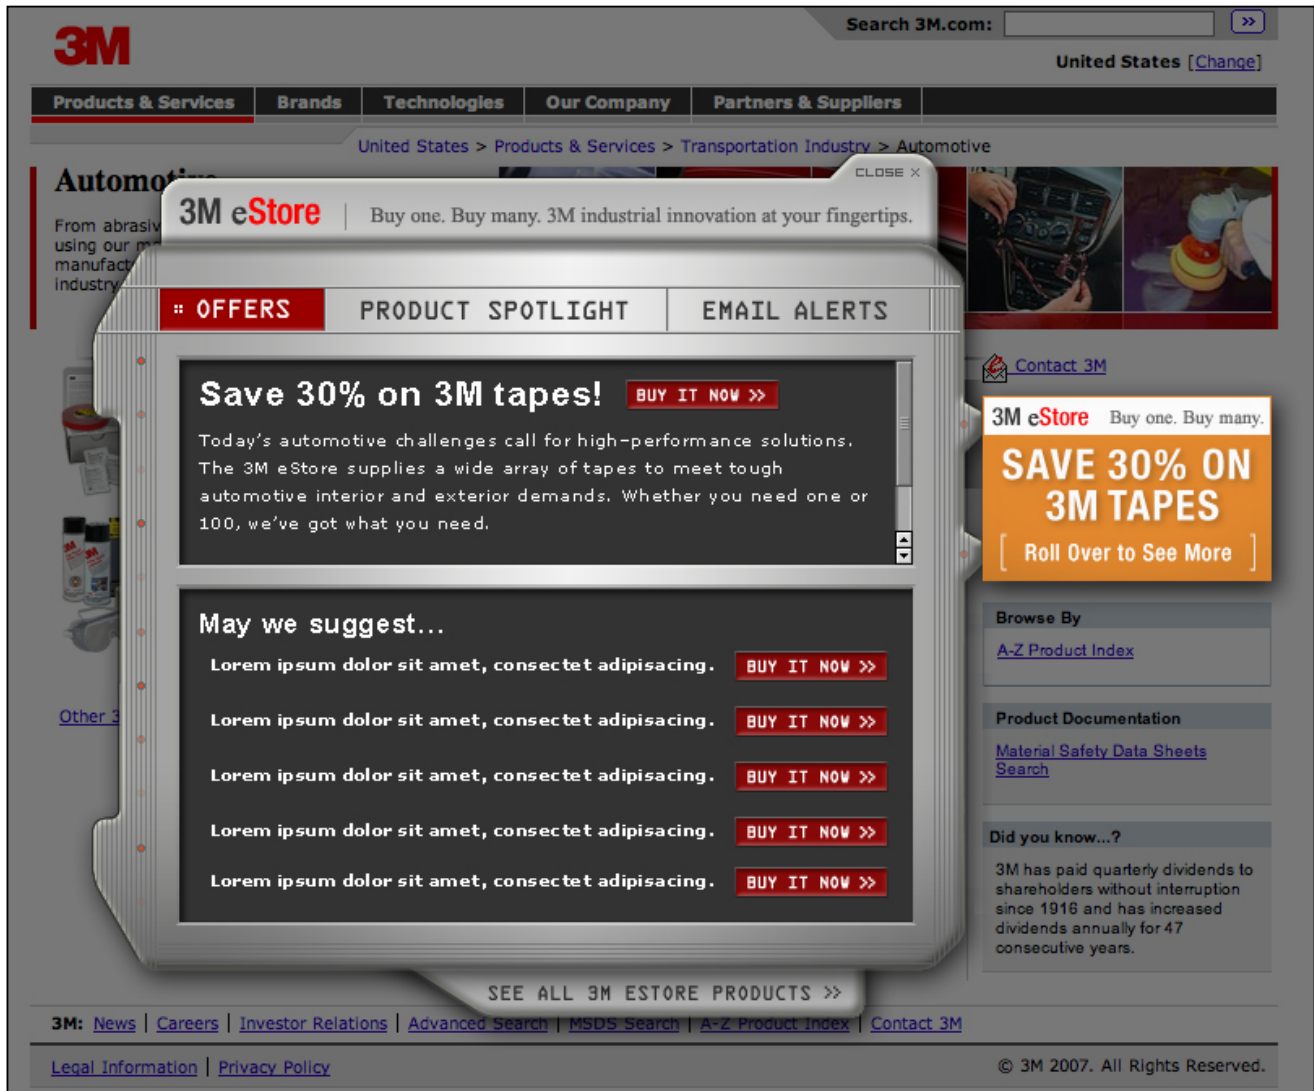 3M
Search 3M.com:
United States [Change]
Products & Services Brands Technologies Our Company Partners & Suppliers
United States > Products & Services > Transportation Industry > Automotive
CLOSE X
From abrasiv
using our
manufact
industry
3M eStore | Buy one. Buy many. 3M industrial innovation at your fingertips.
:: OFFERS PRODUCT SPOTLIGHT EMAIL ALERTS
Save 30% on 3M tapes! BUY IT NOW >>
Today's automotive challenges call for high-performance solutions.
The 3M eStore supplies a wide array of tapes to meet tough
automotive interior and exterior demands. Whether you need one or
100, we've got what you need.
May we suggest...
Lorem ipsum dolor sit amet, consectet adipisacing. BUY IT NOW >>
Lorem ipsum dolor sit amet, consectet adipisacing. BUY IT NOW >>
Lorem ipsum dolor sit amet, consectet adipisacing. BUY IT NOW >>
Lorem ipsum dolor sit amet, consectet adipisacing. BUY IT NOW >>
Lorem ipsum dolor sit amet, consectet adipisacing. BUY IT NOW >>
SEE ALL 3M ESTORE PRODUCTS >>
Other 3
Contact 3M
3M eStore Buy one. Buy many.
SAVE 30% ON
3M TAPES
[ Roll Over to See More ]
Browse By
A-Z Product Index
Product Documentation
Material Safety Data Sheets
Search
Did you know...?
3M has paid quarterly dividends to
shareholders without interruption
since 1916 and has increased
dividends annually for 47
consecutive years.
3M: News | Careers | Investor Relations | Advanced Search | MSDS Search | A-Z Product Index | Contact 3M
Legal Information | Privacy Policy
© 3M 2007. All Rights Reserved.